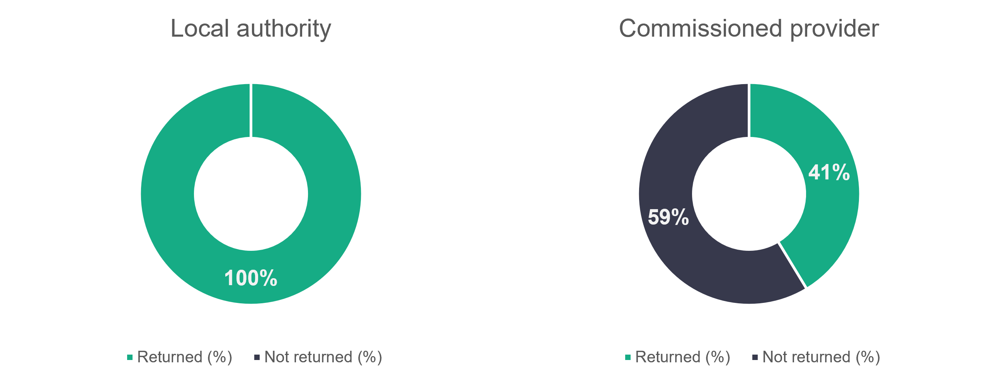 Local authority
100%
Returned (%)
Not returned (%)
Commissioned provider
41%
59%
Returned (%)
Not returned (%)